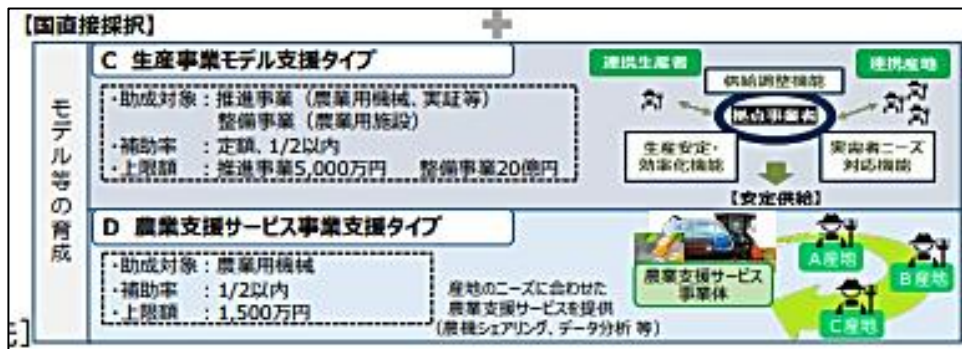 【国直接採択】
モデル等の育成
C 生産事業モデル支援タイプ
・助成対象：推進事業（農業用機械、実証等）
整備事業（農業用施設）
・補助率 ：定額、1/2以内
・上限額 ：推進事業5,000万円 整備事業20億円
連携生産者
連携産地
供給調整機能
拠点事業者
生産安定・
効率化機能
実需者ニーズ
対応機能
【安定供給】
D 農業支援サービス事業支援タイプ
・助成対象：農業用機械
・補助率 ：1/2以内
・上限額 ：1,500万円
産地のニーズに合わせた
農業支援サービスを提供
（農機シェアリング、データ分析 等）
農業支援サービス
事業体
A産地
B産地
C産地